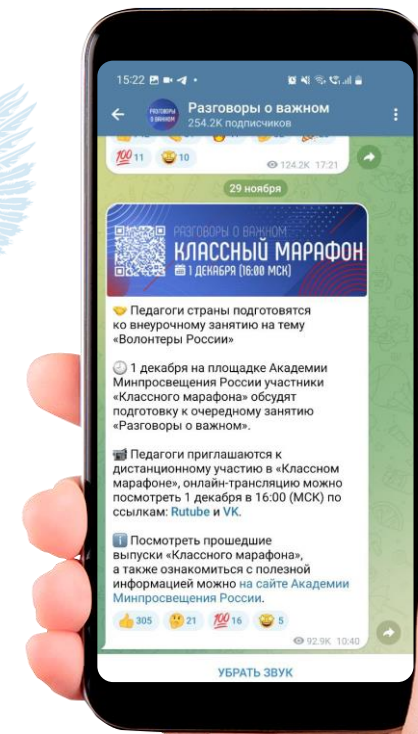 15:22
Разговоры о важном
254.2K подписчиков
100 11 10
124.2K 17:21
29 ноября
РАЗГОВОРЫ О ВАЖНОМ
КЛАССНЫЙ МАРАФОН
1 ДЕКАБРЯ (16:00 МСК)
Педагоги страны подготовятся
ко внеурочному занятию на тему
«Волонтеры России»
1 декабря на площадке Академии
Минпросвещения России участники
«Классного марафона» обсудят
подготовку к очередному занятию
«Разговоры о важном».
Педагоги приглашаются к
дистанционному участию в «Классном
марафоне», онлайн-трансляцию можно
посмотреть 1 декабря в 16:00 (МСК) по
ссылкам: Rutube и VK.
Посмотреть прошедшие
выпуски «Классного марафона»,
а также ознакомиться с полезной
информацией можно на сайте Академии
Минпросвещения России.
305 21 100 16 5
92.9K 10:40
УБРАТЬ ЗВУК